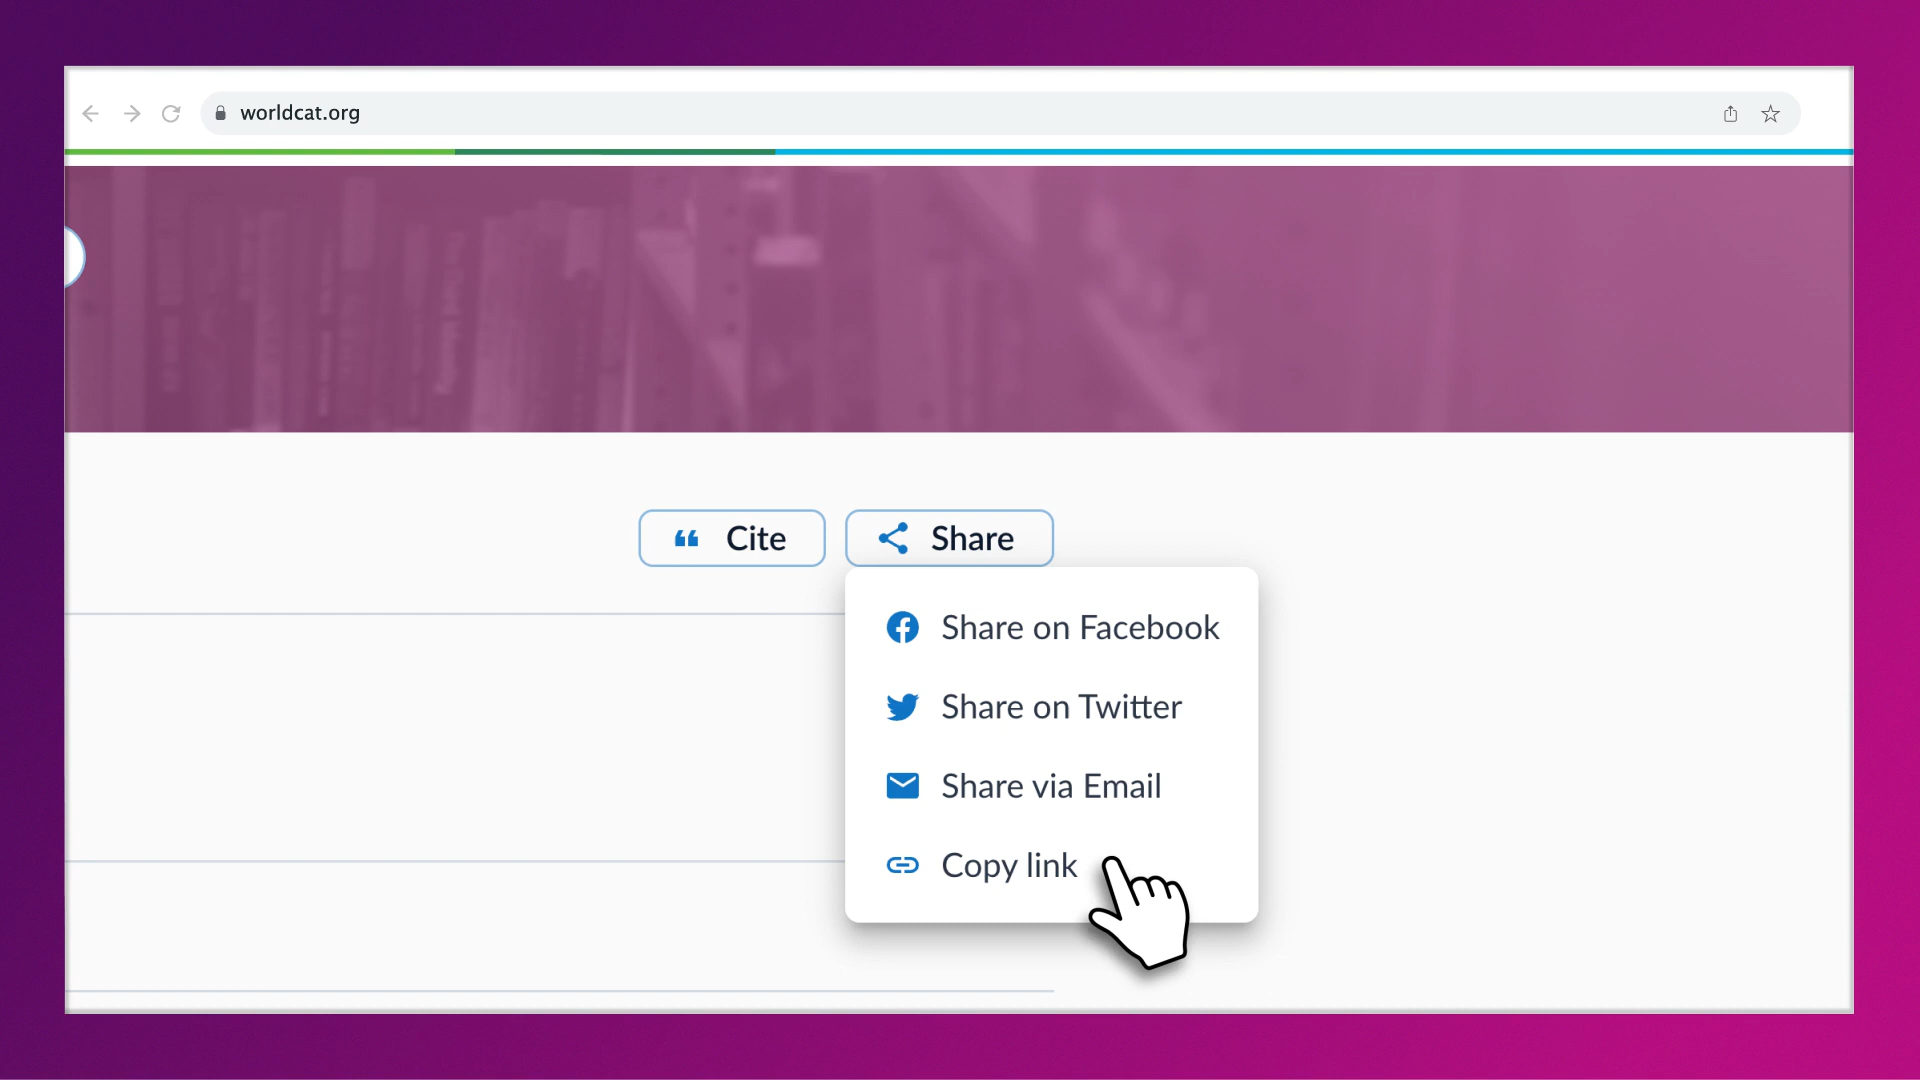 worldcat.org
Cite
Share
Share on Facebook
Share on Twitter
Share via Email
Copy link